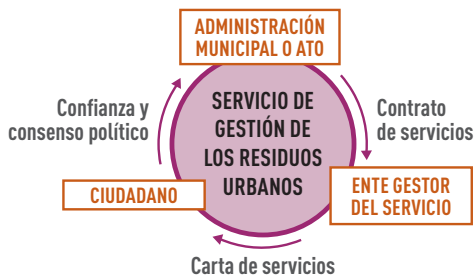 ADMINISTRACIÓN
MUNICIPAL O ATO
Confianza y
consenso político
SERVICIO DE
GESTIÓN DE
LOS RESIDUOS
URBANOS
Contrato
de servicios
CIUDADANO
ENTE GESTOR
DEL SERVICIO
Carta de servicios